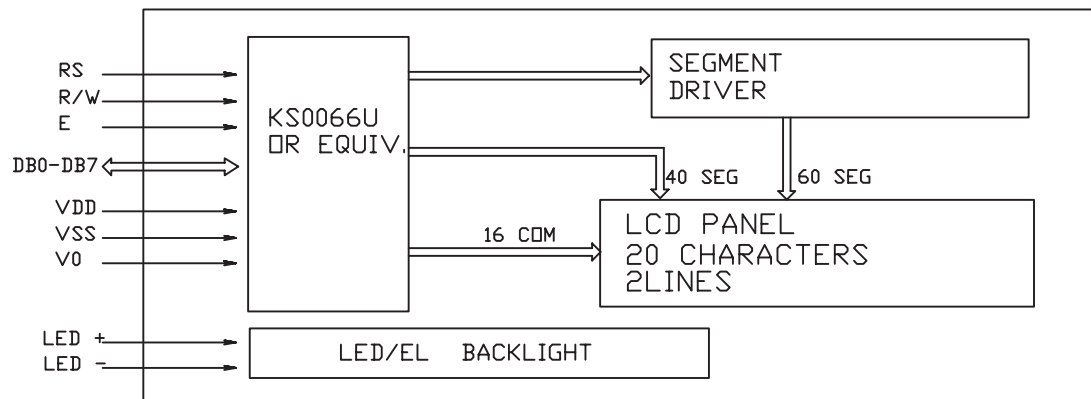 RS
R/W
E
DB0-DB7
VDD
VSS
V0
LED +
LED -
KS0066U
OR EQUIV.
SEGMENT
DRIVER
40 SEG
60 SEG
16 COM
LCD PANEL
20 CHARACTERS
2LINES
LED/EL BACKLIGHT